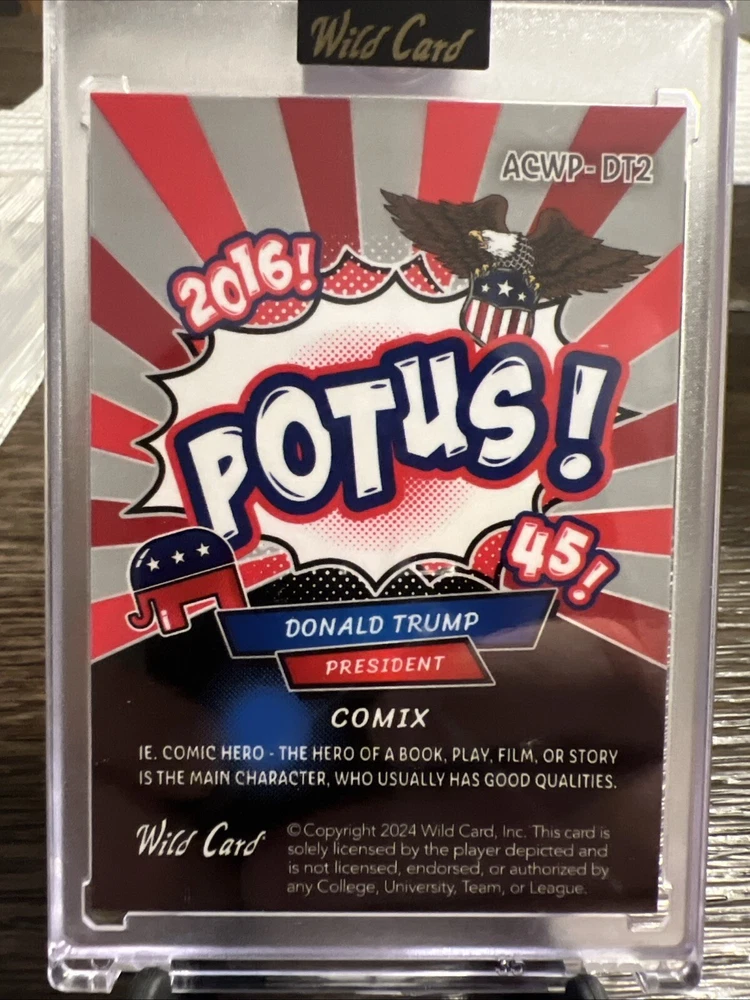 Wild Card
ACWP-DT2
2016!
POTUS!
45!
DONALD TRUMP
PRESIDENT
COMIX
IE. COMIC HERO - THE HERO OF A BOOK, PLAY, FILM, OR STORY
IS THE MAIN CHARACTER, WHO USUALLY HAS GOOD QUALITIES.
Wild Card
©Copyright 2024 Wild Card, Inc. This card is
solely licensed by the player depicted and
is not licensed, endorsed, or authorized by
any College, University, Team, or League.